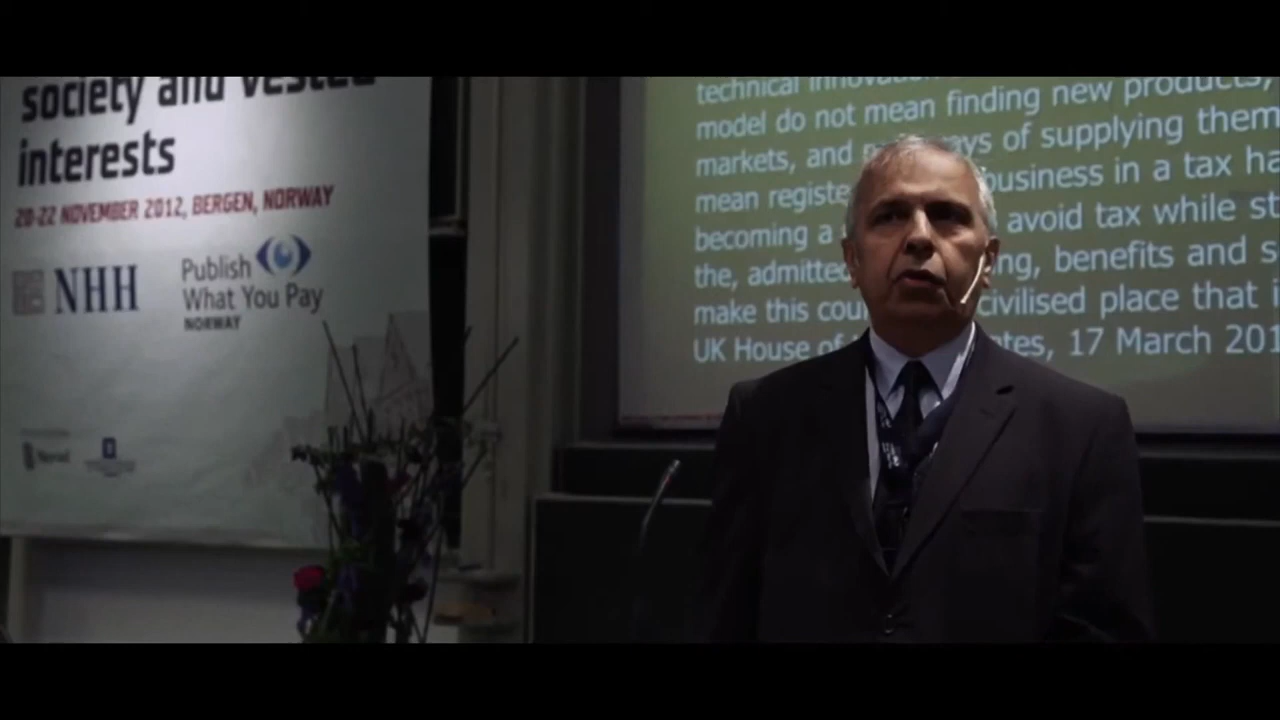 society and vested
interests
20-22 NOVEMBER 2012, BERGEN, NORWAY
NHH
Publish
What You Pay
NORWAY
technical innovation
model do not mean finding new products,
markets, and ways of supplying them
mean registe business in a tax ha
becoming a avoid tax while st
the, admitted ng, benefits and s
make this cou civilised place that i
UK House of ates, 17 March 201